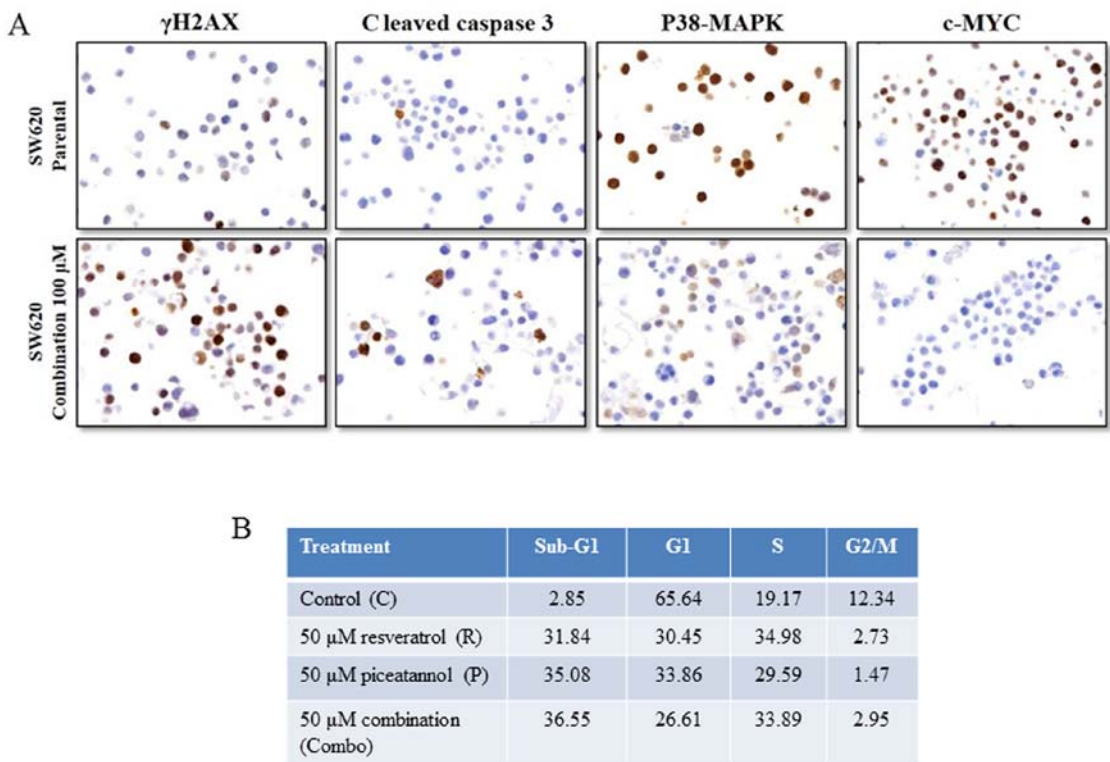 A
γH2AX
Cleaved caspase 3
P38-MAPK
c-MYC
SW620
Parental
SW620
Combination 100 μM
B
Treatment Sub-G1 G1 S G2/M
Control (C) 2.85 65.64 19.17 12.34
50 μM resveratrol (R) 31.84 30.45 34.98 2.73
50 μM piceatannol (P) 35.08 33.86 29.59 1.47
50 μM combination
(Combo) 36.55 26.61 33.89 2.95